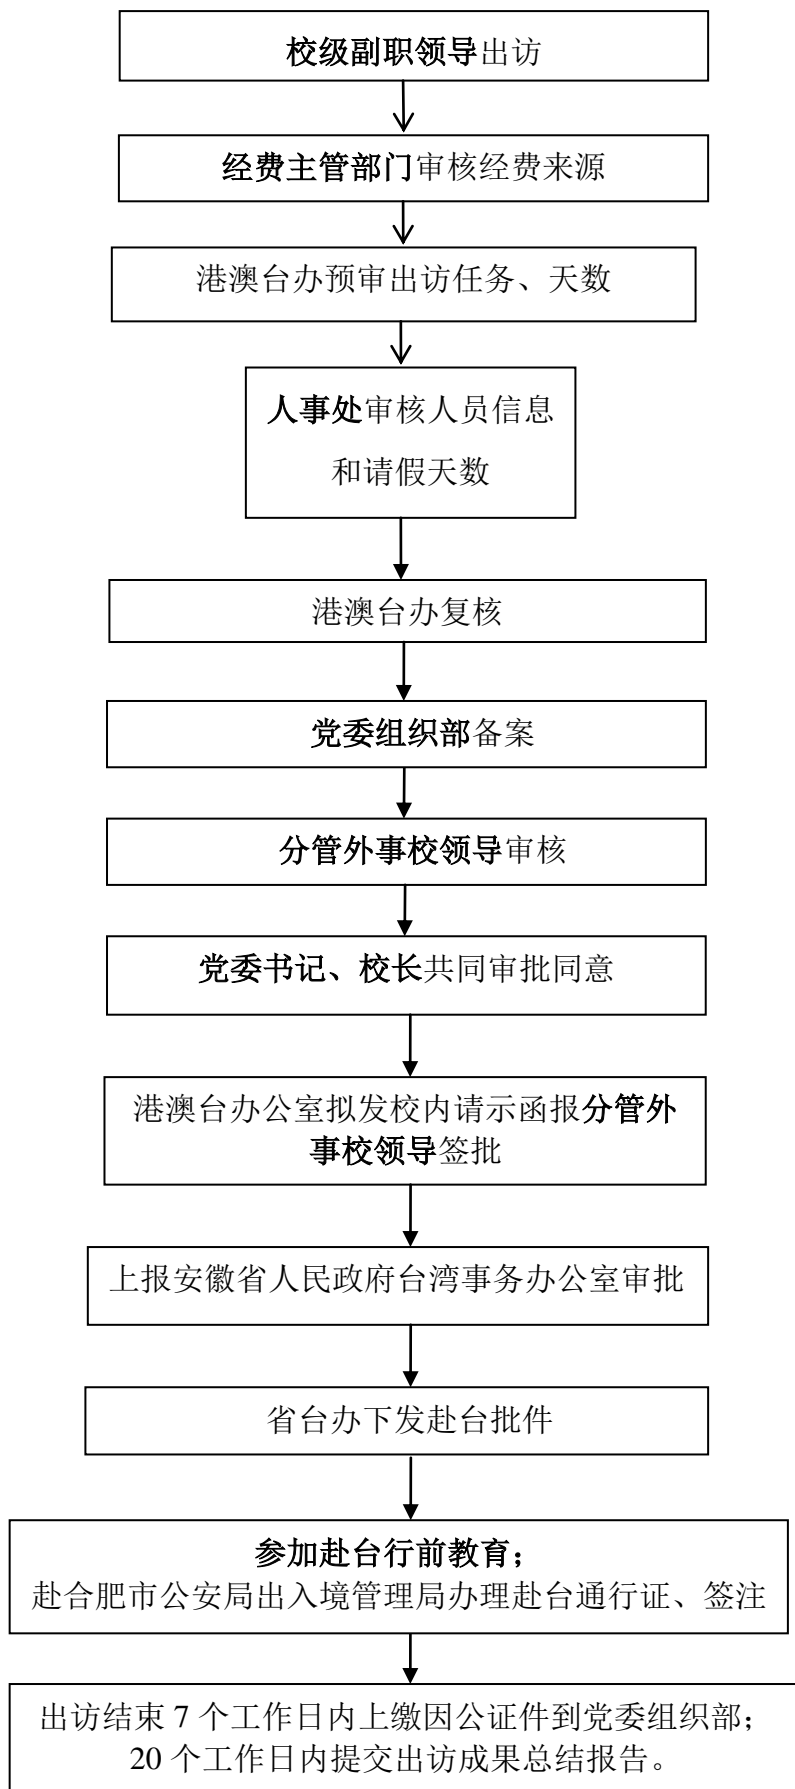 校级副职领导出访
经费主管部门审核经费来源
港澳台办预审出访任务、天数
人事处审核人员信息
和请假天数
港澳台办复核
党委组织部备案
分管外事校领导审核
党委书记、校长共同审批同意
港澳台办公室拟发校内请示函报分管外
事校领导签批
上报安徽省人民政府台湾事务办公室审批
省台办下发赴台批件
参加赴台行前教育；
赴合肥市公安局出入境管理局办理赴台通行证、签注
出访结束 7 个工作日内上缴因公证件到党委组织部；
20 个工作日内提交出访成果总结报告。